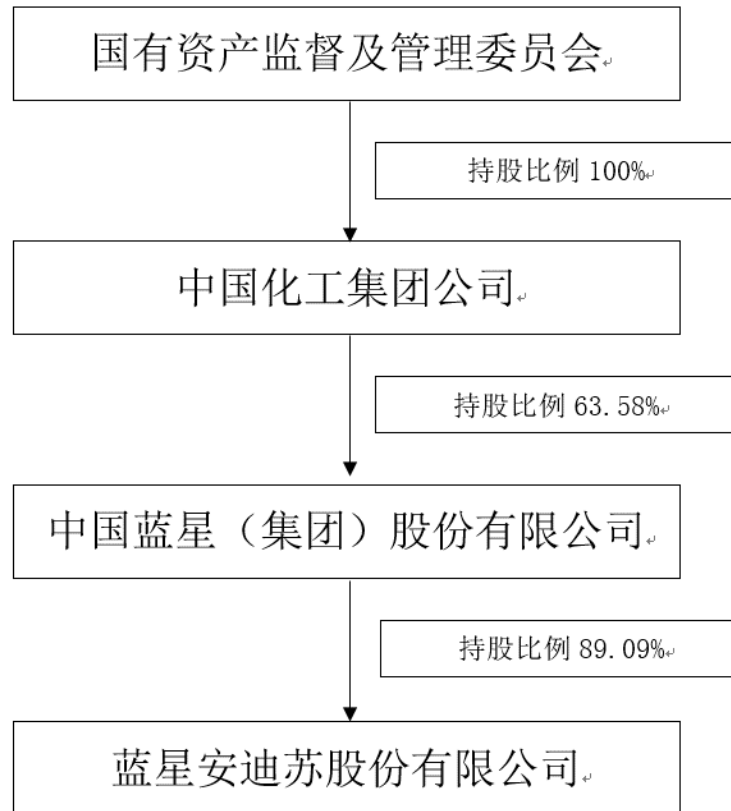 国有资产监督及管理委员会
持股比例 100%
中国化工集团公司
持股比例 63.58%
中国蓝星（集团）股份有限公司
持股比例 89.09%
蓝星安迪苏股份有限公司